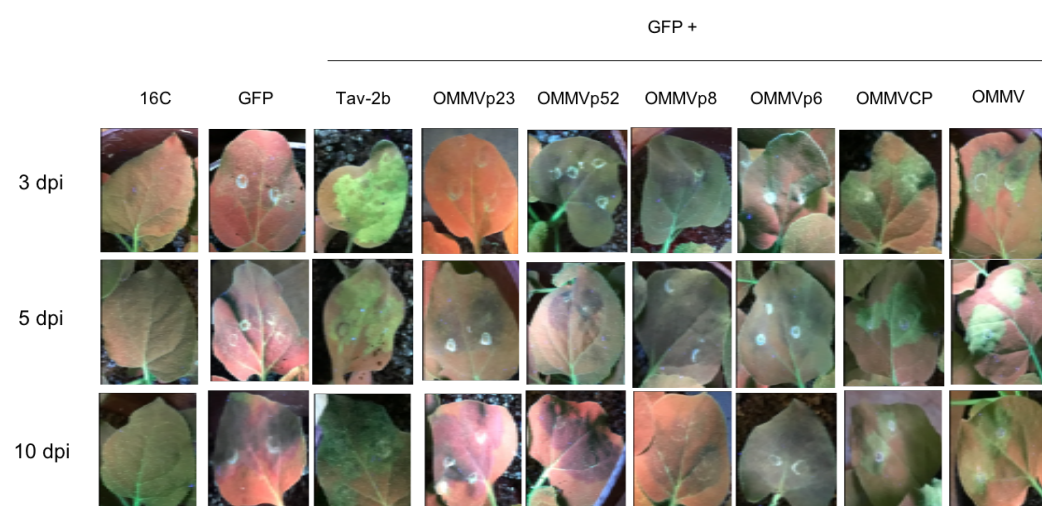 GFP +
16C GFP Tav-2b OMMVp23 OMMVp52 OMMVp8 OMMVp6 OMMVCP OMMV
3 dpi
5 dpi
10 dpi